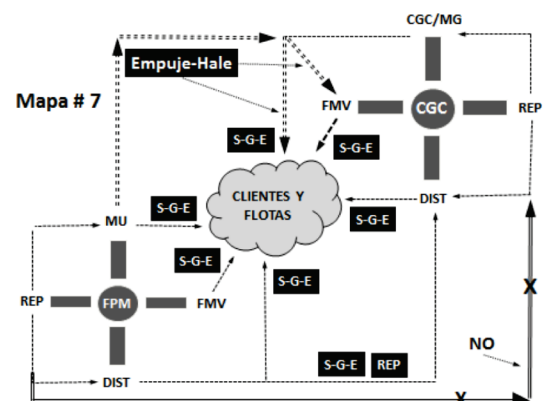 CGC/MG
Empuje-Hale
Mapa # 7
FMV
CGC
REP
S-G-E
S-G-E
CLIENTES Y
FLOTAS
DIST
S-G-E
S-G-E
MU
S-G-E
S-G-E
REP
FPM
FMV
X
NO
S-G-E
REP
DIST
X